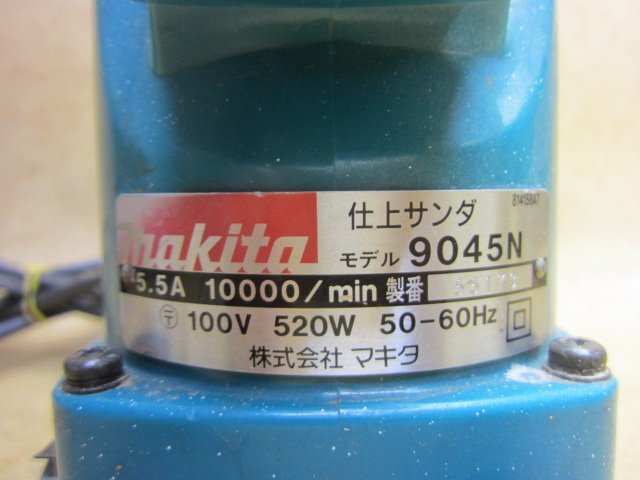 makita 仕上サンダ
モデル 9045N
5.5A 10000/min 製番
〒 100V 520W 50-60Hz
株式会社 マキタ